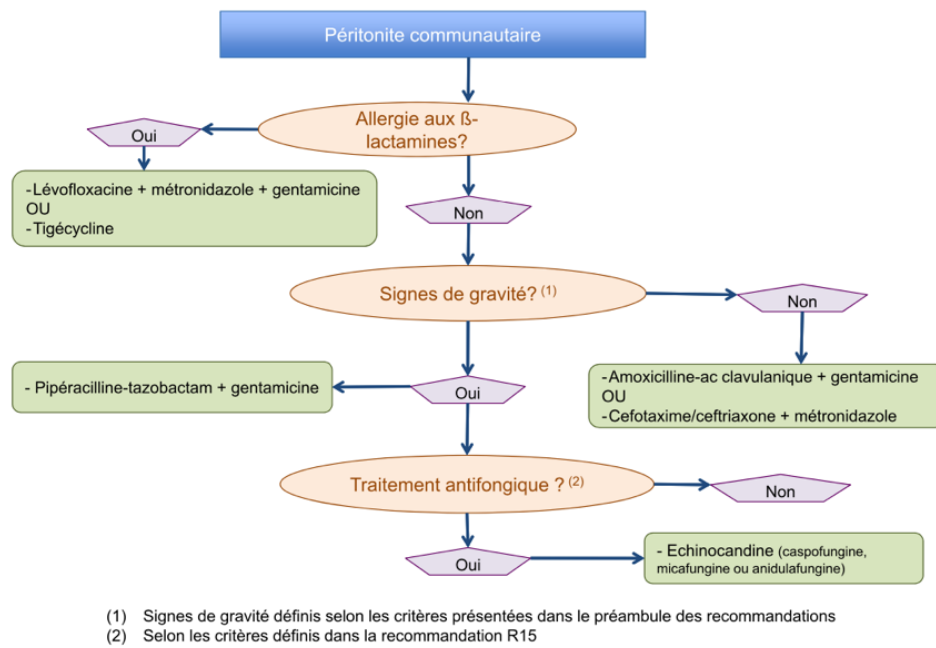 Péritonite communautaire
Allergie aux ß-
lactamines?
Oui
-Lévofloxacine + métronidazole + gentamicine
OU
-Tigécycline
Non
Signes de gravité? (1)
Non
- Pipéracilline-tazobactam + gentamicine
Oui
-Amoxicilline-ac clavulanique + gentamicine
OU
-Cefotaxime/ceftriaxone + métronidazole
Traitement antifongique ? (2)
Non
Oui
- Echinocandine (caspofungine,
micafungine ou anidulafungine)
(1) Signes de gravité définis selon les critères présentées dans le préambule des recommandations
(2) Selon les critères définis dans la recommandation R15